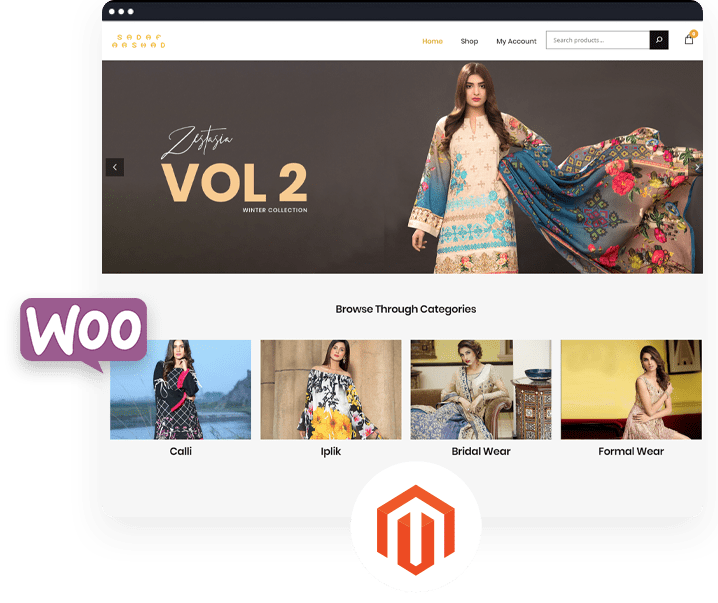 SADAF
AASHAD
Home Shop My Account Search products... 0
Zestasia
VOL 2
WINTER COLLECTION
Browse Through Categories
WOO
Calli Iplik Bridal Wear Formal Wear